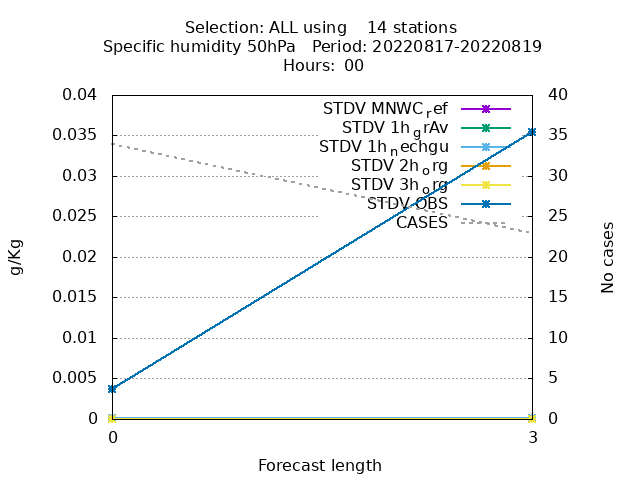 Selection: ALL using    14 stations
Specific humidity 50hPa   Period: 20220817-20220819
Hours: 00
0.04
0.035
0.03
0.025
0.02
0.015
0.01
0.005
0
g/Kg
STDV MNWC_ref
STDV 1h_grAv
STDV 1h_nechgu
STDV 2h_org
STDV 3h_org
STDV OBS
CASES
40
35
30
25
20
15
10
5
0
No cases
0 3
Forecast length